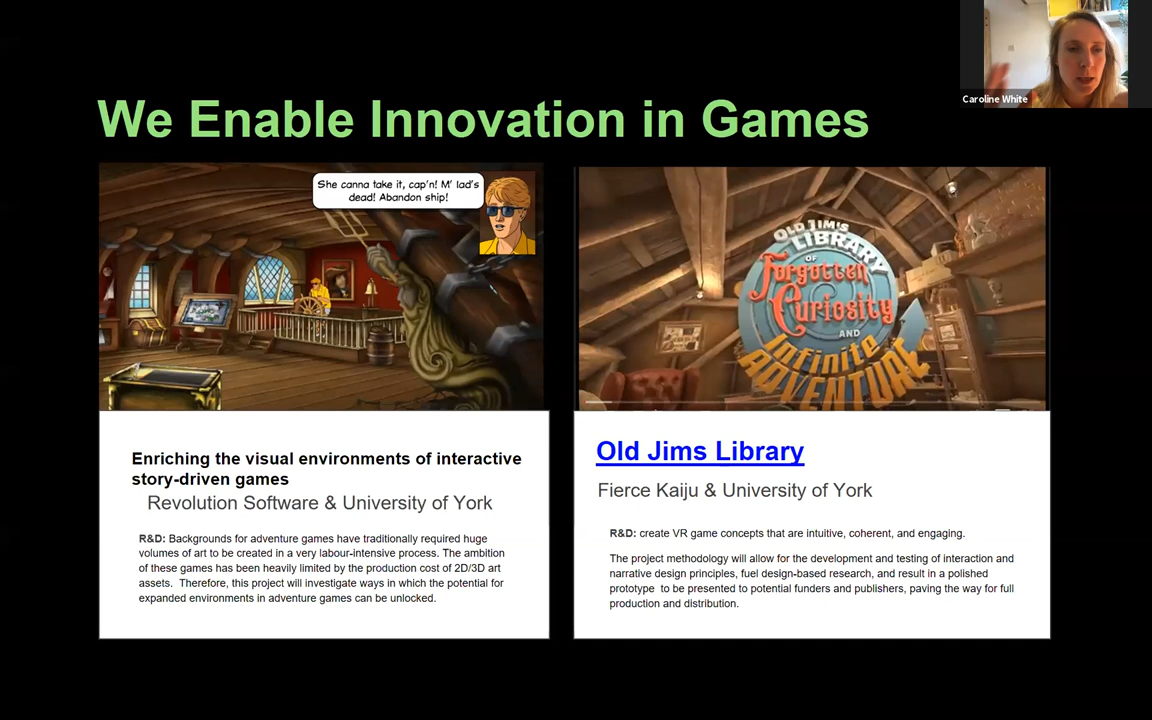 Caroline White
We Enable Innovation in Games
She canna take it, cap'n! M' lad's
dead! Abandon ship!
OLD JIM'S
LIBRARY
OF
Forgotten
Curiosity
AND
Infinite
ADVENTURE
Enriching the visual environments of interactive
story-driven games
Revolution Software & University of York
R&D: Backgrounds for adventure games have traditionally required huge
volumes of art to be created in a very labour-intensive process. The ambition
of these games has been heavily limited by the production cost of 2D/3D art
assets.  Therefore, this project will investigate ways in which the potential for
expanded environments in adventure games can be unlocked.
Old Jims Library
Fierce Kaiju & University of York
R&D: create VR game concepts that are intuitive, coherent, and engaging.
The project methodology will allow for the development and testing of interaction and
narrative design principles, fuel design-based research, and result in a polished
prototype  to be presented to potential funders and publishers, paving the way for full
production and distribution.